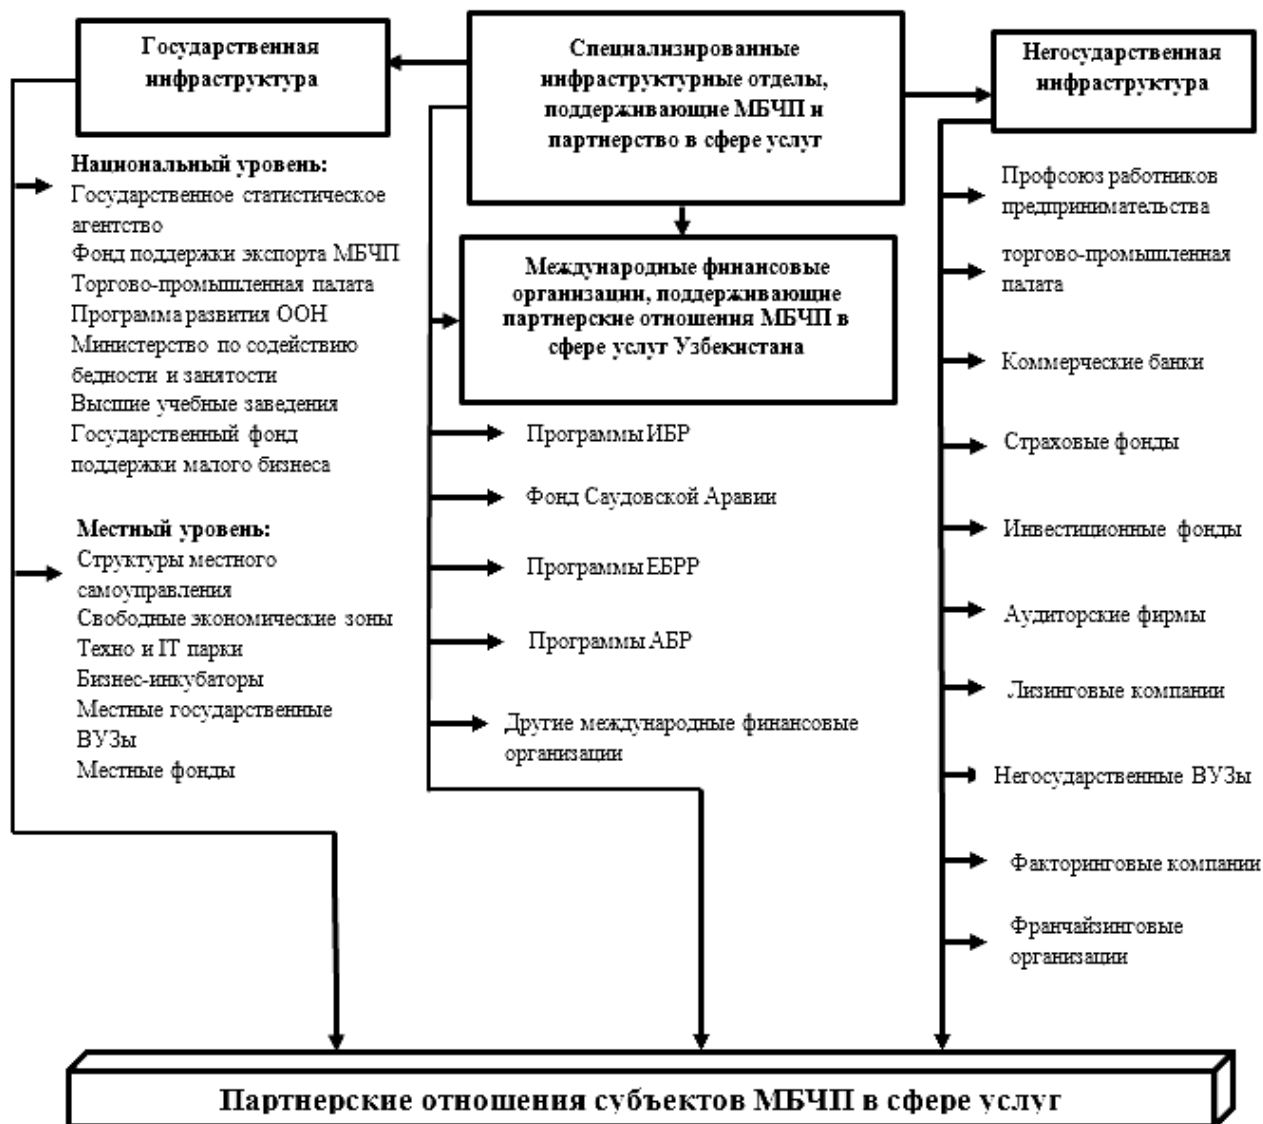 Государственная
инфраструктура
Специализированные
инфраструктурные отделы,
поддерживающие МБЧП и
партнерство в сфере услуг
Негосударственная
инфраструктура
Национальный уровень:
Государственное статистическое
агентство
Фонд поддержки экспорта МБЧП
Торгово-промышленная палата
Программа развития ООН
Министерство по содействию
бедности и занятости
Высшие учебные заведения
Государственный фонд
поддержки малого бизнеса
Местный уровень:
Структуры местного
самоуправления
Свободные экономические зоны
Техно и IT парки
Бизнес-инкубаторы
Местные государственные
ВУЗы
Местные фонды
Международные финансовые
организации, поддерживающие
партнерские отношения МБЧП в
сфере услуг Узбекистана
Программы ИБР
Фонд Саудовской Аравии
Программы ЕБРР
Программы АБР
Другие международные финансовые
организации
Профсоюз работников
предпринимательства
торгово-промышленная
палата
Коммерческие банки
Страховые фонды
Инвестиционные фонды
Аудиторские фирмы
Лизинговые компании
Негосударственные ВУЗы
Факторинговые компании
Франчайзинговые
организации
Партнерские отношения субъектов МБЧП в сфере услуг